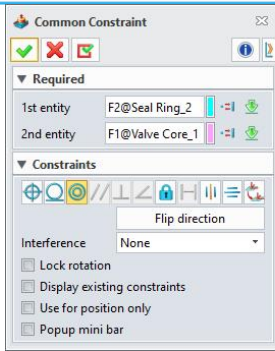 Common Constraint
▼ Required
1st entity F2@Seal Ring_2
2nd entity F1@Valve Core_1
▼ Constraints
Flip direction
Interference None
Lock rotation
Display existing constraints
Use for position only
Popup mini bar